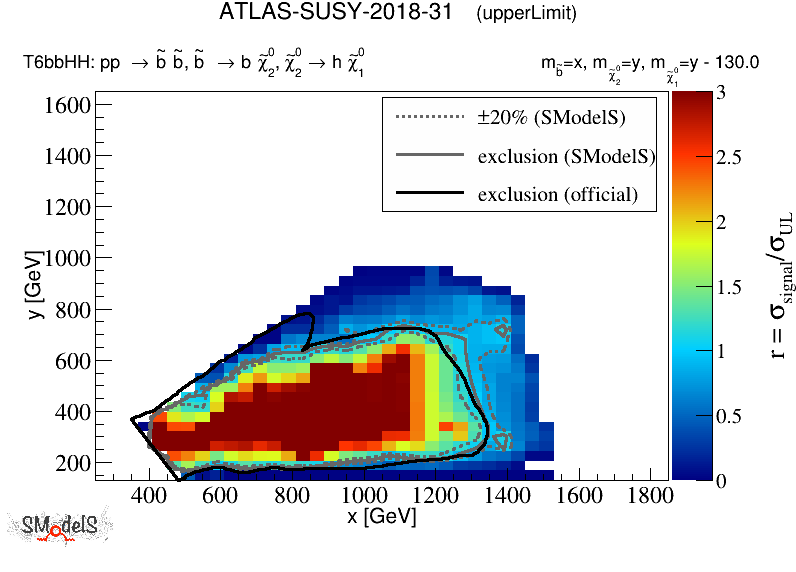 ATLAS-SUSY-2018-31 (upperLimit)
T6bbHH: pp → b̃ b̃, b̃ → b χ̃⁰₂, χ̃⁰₂ → h χ̃⁰₁
m_b̃=x, m_χ̃⁰₂=y, m_χ̃⁰₁=y - 130.0
±20% (SModelS)
exclusion (SModelS)
exclusion (official)
1600
1400
1200
1000
800
600
400
200
y [GeV]
400 600 800 1000 1200 1400 1600 1800
x [GeV]
3
2.5
2
1.5
1
0.5
0
r = σ_signal/σ_UL
SModelS